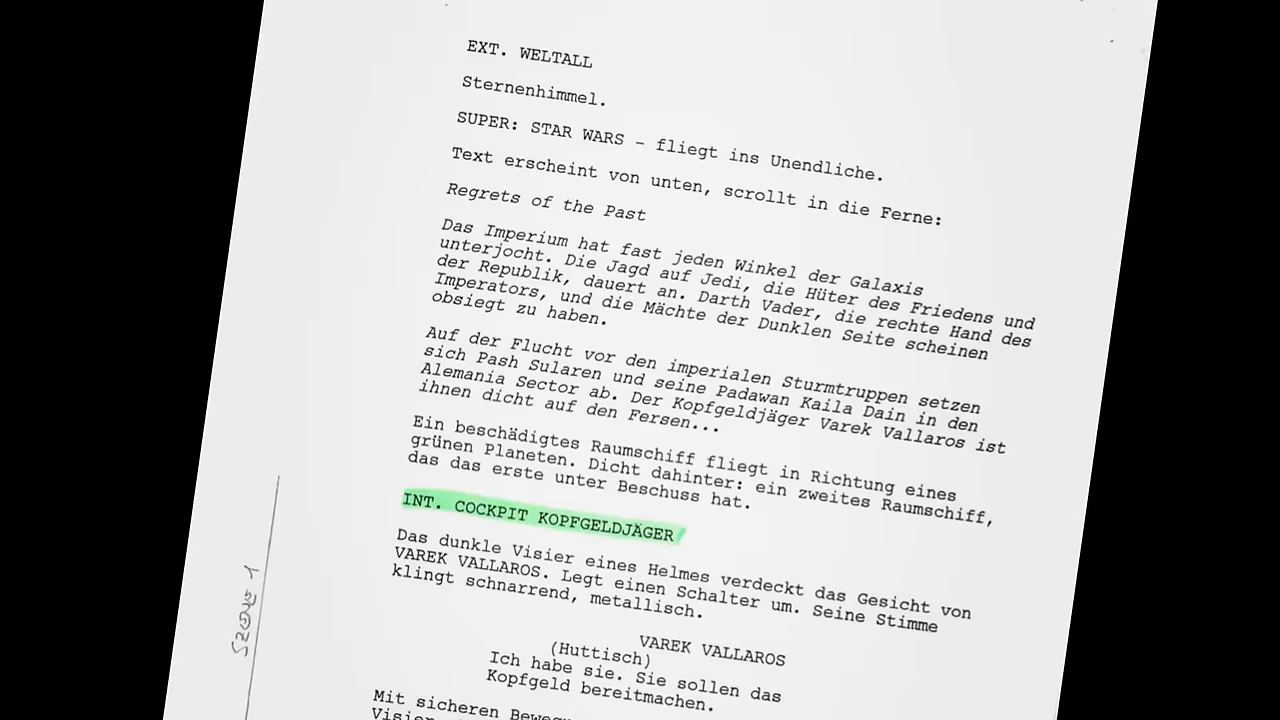 EXT. WELTALL
Sternenhimmel.
SUPER: STAR WARS – fliegt ins Unendliche.
Text erscheint von unten, scrollt in die Ferne:
Regrets of the Past
Das Imperium hat fast jeden Winkel der Galaxis
unterjocht. Die Jagd auf Jedi, die Hüter des Friedens und
der Republik, dauert an. Darth Vader, die rechte Hand des
Imperators, und die Mächte der Dunklen Seite scheinen
obsiegt zu haben.
Auf der Flucht vor den imperialen Sturmtruppen setzen
sich Pash Sularen und seine Padawan Kaila Dain in den
Alemania Sector ab. Der Kopfgeldjäger Varek Vallaros ist
ihnen dicht auf den Fersen...
Ein beschädigtes Raumschiff fliegt in Richtung eines
grünen Planeten. Dicht dahinter: ein zweites Raumschiff,
das das erste unter Beschuss hat.
INT. COCKPIT KOPFGELDJÄGER
Das dunkle Visier eines Helmes verdeckt das Gesicht von
VAREK VALLAROS. Legt einen Schalter um. Seine Stimme
klingt schnarrend, metallisch.
VAREK VALLAROS
(Huttisch)
Ich habe sie. Sie sollen das
Kopfgeld bereitmachen.
Mit sicheren
Visier
SZENE 1